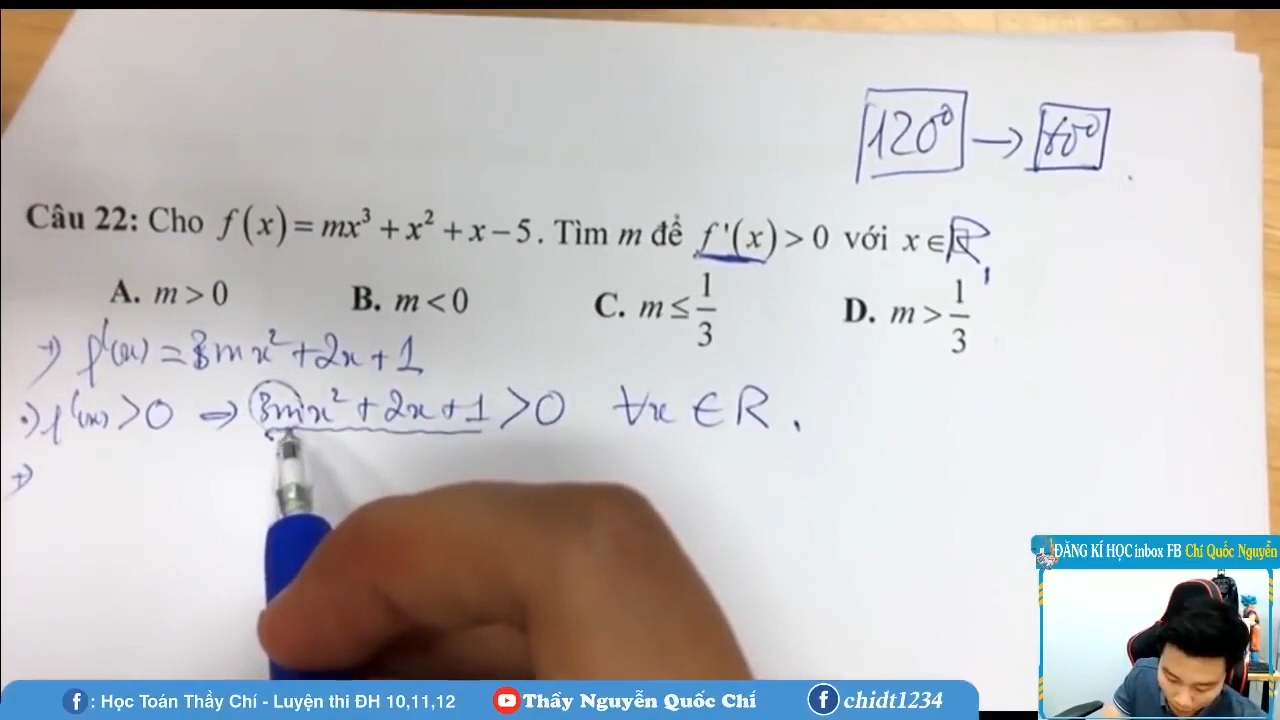 120⁰ → 60⁰
Câu 22: Cho f(x) = mx³ + x² + x − 5. Tìm m để f'(x) > 0 với x ∈ R,
A. m > 0 B. m < 0 C. m ≤ 1/3 D. m > 1/3
→ f'(x) = 3mx² + 2x + 1
•) f'(x) > 0 → 3mx² + 2x + 1 > 0 ∀x ∈ R.
→
ĐĂNG KÍ HỌC inbox FB Chí Quốc Nguyễn
f : Học Toán Thầy Chí - Luyện thi ĐH 10,11,12 Thầy Nguyễn Quốc Chí f chidt1234